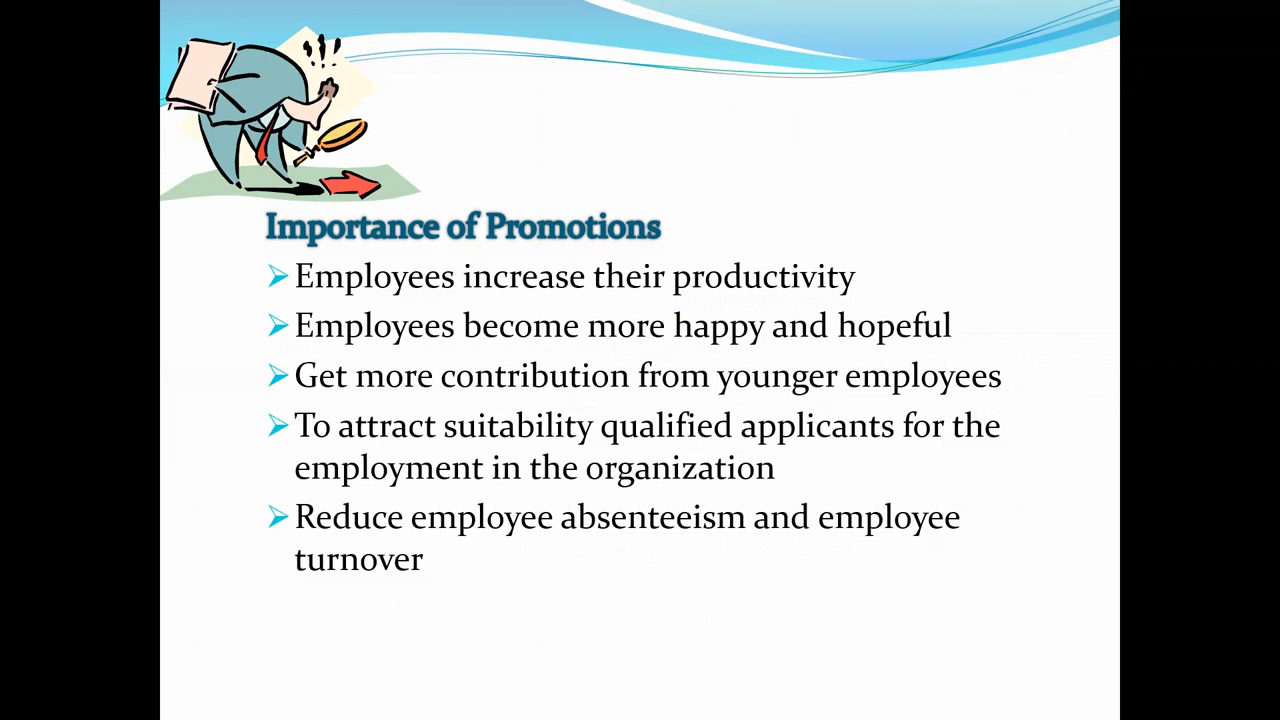 Importance of Promotions
➢Employees increase their productivity
➢Employees become more happy and hopeful
➢Get more contribution from younger employees
➢To attract suitability qualified applicants for the
employment in the organization
➢Reduce employee absenteeism and employee
turnover